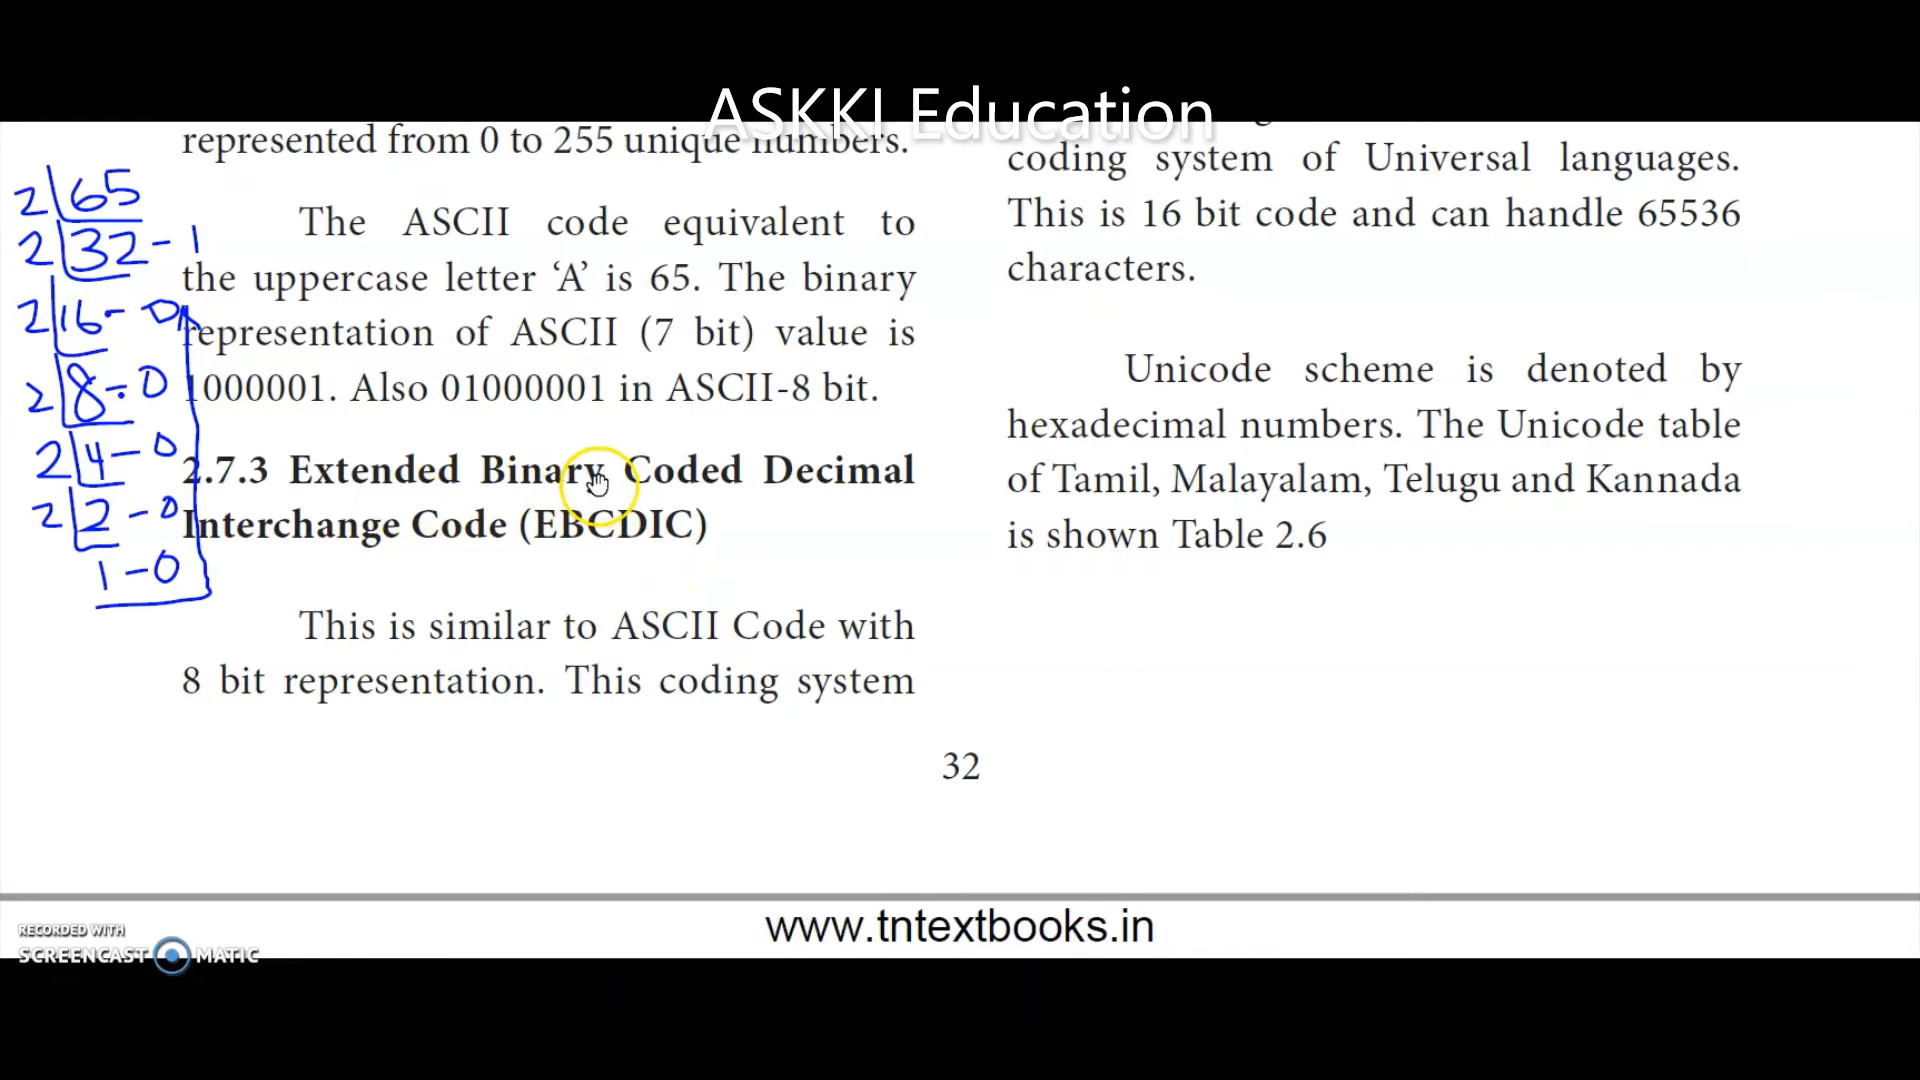 ASKKI Education
represented from 0 to 255 unique numbers.
The ASCII code equivalent to
the uppercase letter ‘A’ is 65. The binary
representation of ASCII (7 bit) value is
1000001. Also 01000001 in ASCII-8 bit.
2.7.3 Extended Binary Coded Decimal
Interchange Code (EBCDIC)
This is similar to ASCII Code with
8 bit representation. This coding system
2 65
2 32 - 1
2 16 - 0
2 8 - 0
2 4 - 0
2 2 - 0
1 - 0
coding system of Universal languages.
This is 16 bit code and can handle 65536
characters.
Unicode scheme is denoted by
hexadecimal numbers. The Unicode table
of Tamil, Malayalam, Telugu and Kannada
is shown Table 2.6
32
www.tntextbooks.in
RECORDED WITH
SCREENCAST MATIC